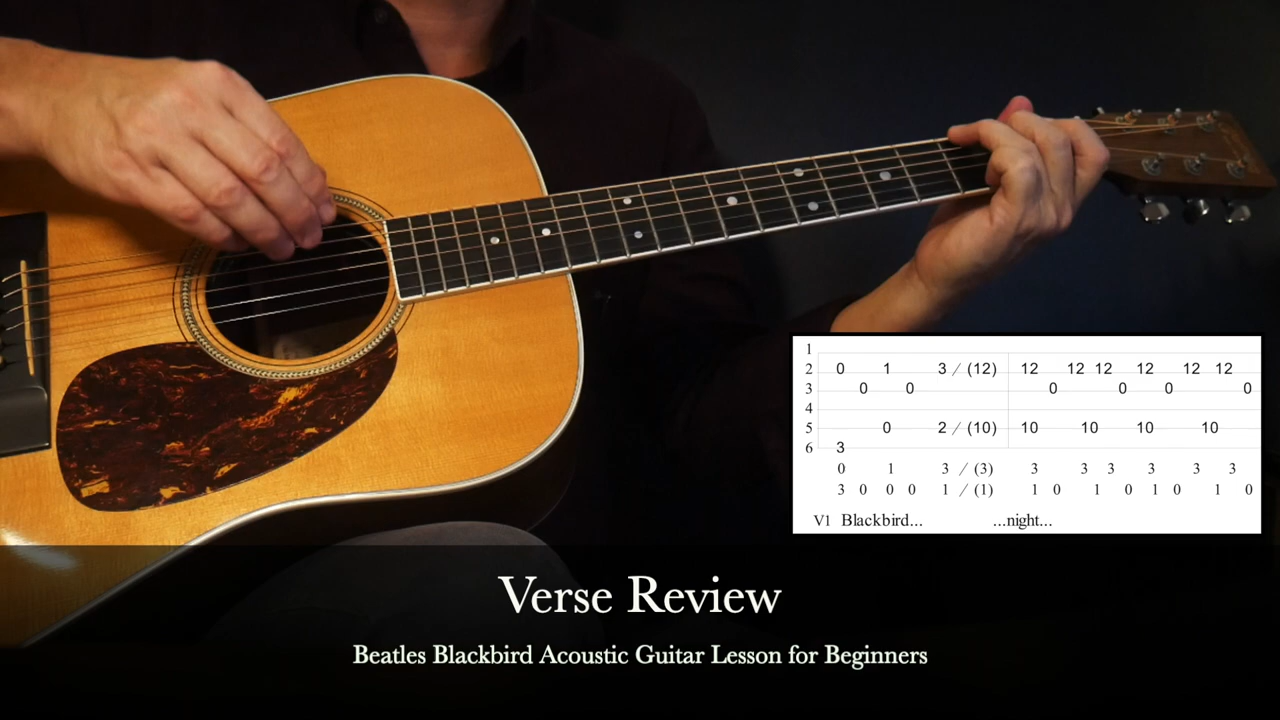 1
2 0 1 3 / (12) 12 12 12 12 12 12
3 0 0 0 0 0 0
4
5 0 2 / (10) 10 10 10 10
6 3
0 1 3 / (3) 3 3 3 3 3 3
3 0 0 0 1 / (1) 1 0 1 0 1 0 1 0
V1 Blackbird... ...night...
Verse Review
Beatles Blackbird Acoustic Guitar Lesson for Beginners